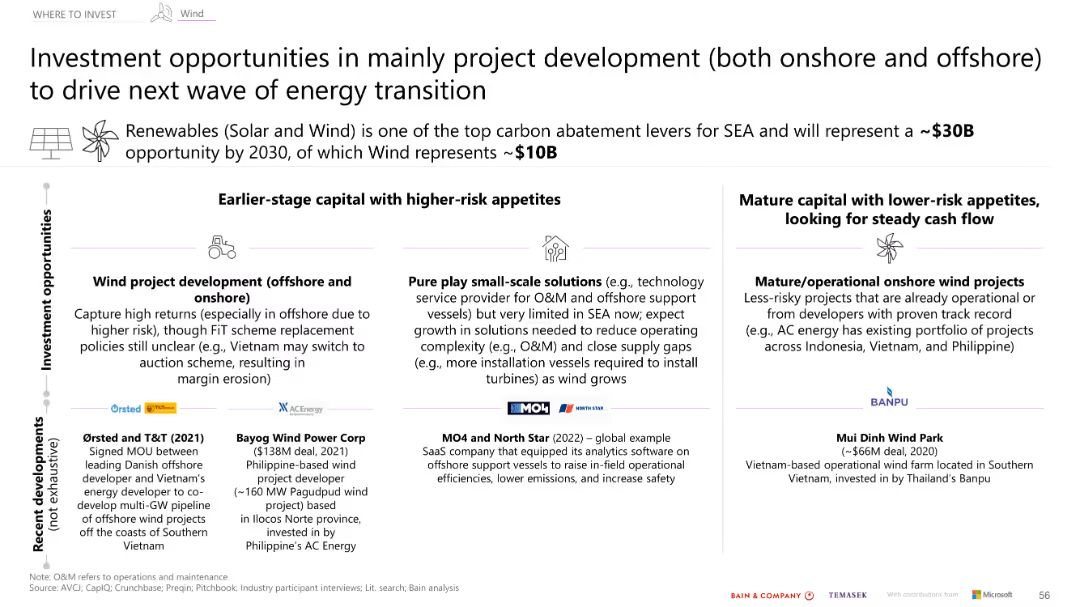 WHERE TO INVEST
Wind
Investment opportunities in mainly project development (both onshore and offshore)
to drive next wave of energy transition
Renewables (Solar and Wind) is one of the top carbon abatement levers for SEA and will represent a ~$30B
opportunity by 2030, of which Wind represents ~$10B
Investment opportunities
Earlier-stage capital with higher-risk appetites
Wind project development (offshore and
onshore)
Capture high returns (especially in offshore due to
higher risk), though FiT scheme replacement
policies still unclear (e.g., Vietnam may switch to
auction scheme, resulting in
margin erosion)
Pure play small-scale solutions (e.g., technology
service provider for O&M and offshore support
vessels) but very limited in SEA now; expect
growth in solutions needed to reduce operating
complexity (e.g., O&M) and close supply gaps
(e.g., more installation vessels required to install
turbines) as wind grows
Mature capital with lower-risk appetites,
looking for steady cash flow
Mature/operational onshore wind projects
Less-risky projects that are already operational or
from developers with proven track record
(e.g., AC energy has existing portfolio of projects
across Indonesia, Vietnam, and Philippine)
Recent developments
(not exhaustive)
Ørsted
Ørsted and T&T (2021)
Signed MOU between
leading Danish offshore
developer and Vietnam's
energy developer to co-
develop multi-GW pipeline
of offshore wind projects
off the coasts of Southern
Vietnam
ACEnergy
Bayog Wind Power Corp
($138M deal, 2021)
Philippine-based wind
project developer
(~160 MW Pagudpud wind
project) based
in Ilocos Norte province,
invested in by
Philippine's AC Energy
MO4
NORTH STAR
MO4 and North Star (2022) – global example
SaaS company that equipped its analytics software on
offshore support vessels to raise in-field operational
efficiencies, lower emissions, and increase safety
BANPU
Mui Dinh Wind Park
(~$66M deal, 2020)
Vietnam-based operational wind farm located in Southern
Vietnam, invested in by Thailand's Banpu
Note: O&M refers to operations and maintenance
Source: AVCJ; CapIQ; Crunchbase; Preqin; Pitchbook; Industry participant interviews; Lit. search; Bain analysis
BAIN & COMPANY
TEMASEK
With contributions from
Microsoft
56